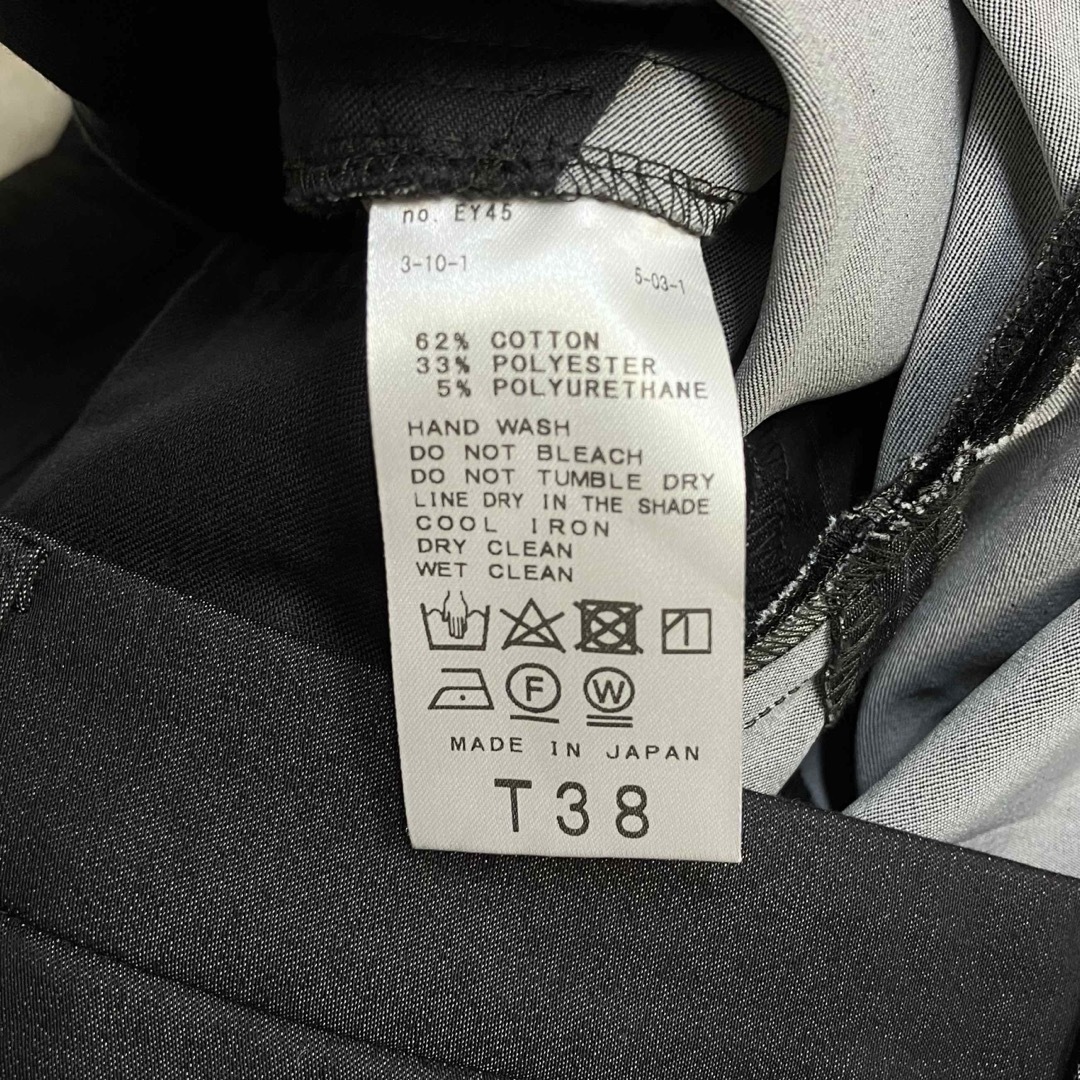 no. EY45
3-10-1
5-03-1
62% COTTON
33% POLYESTER
5% POLYURETHANE
HAND WASH
DO NOT BLEACH
DO NOT TUMBLE DRY
LINE DRY IN THE SHADE
COOL IRON
DRY CLEAN
WET CLEAN
F W
MADE IN JAPAN
T38